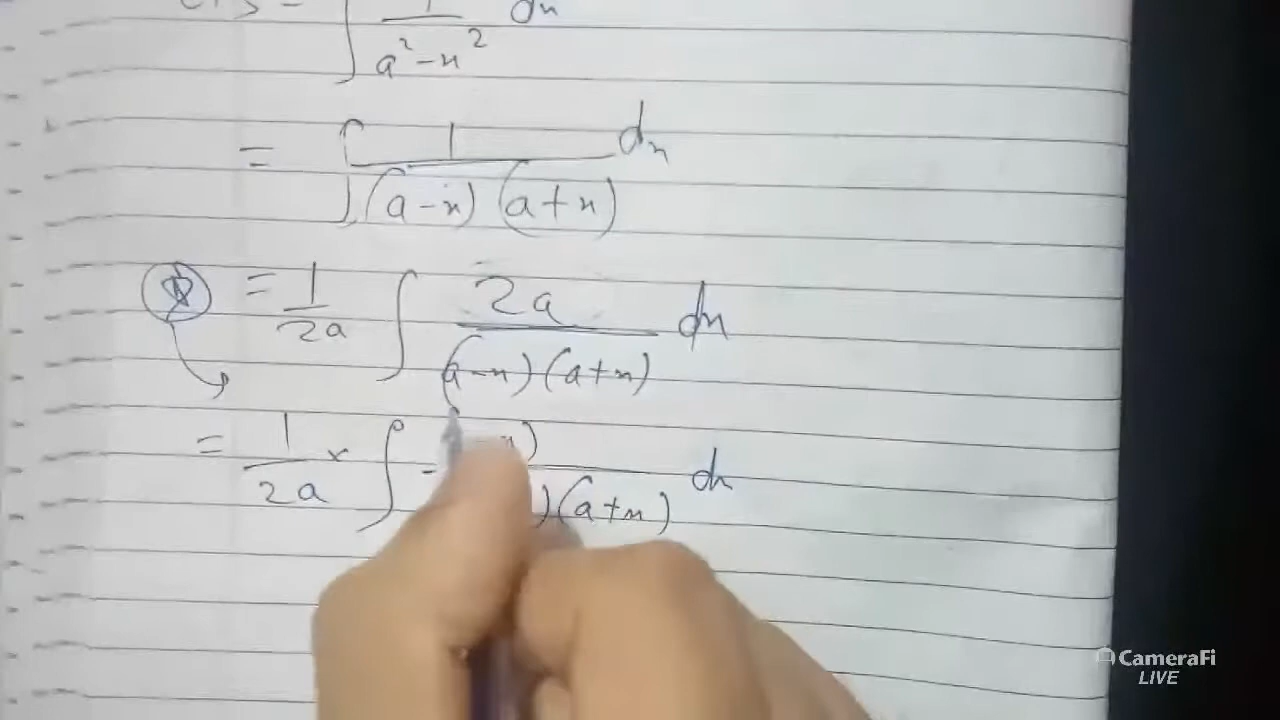 ∫ 1/(a²-x²) dx
= ∫ 1/((a-x)(a+x)) dx
= 1/2a ∫ 2a/((a-x)(a+x)) dx
= 1/2a × ∫ x)/( )(a+x) dx
CameraFi
LIVE